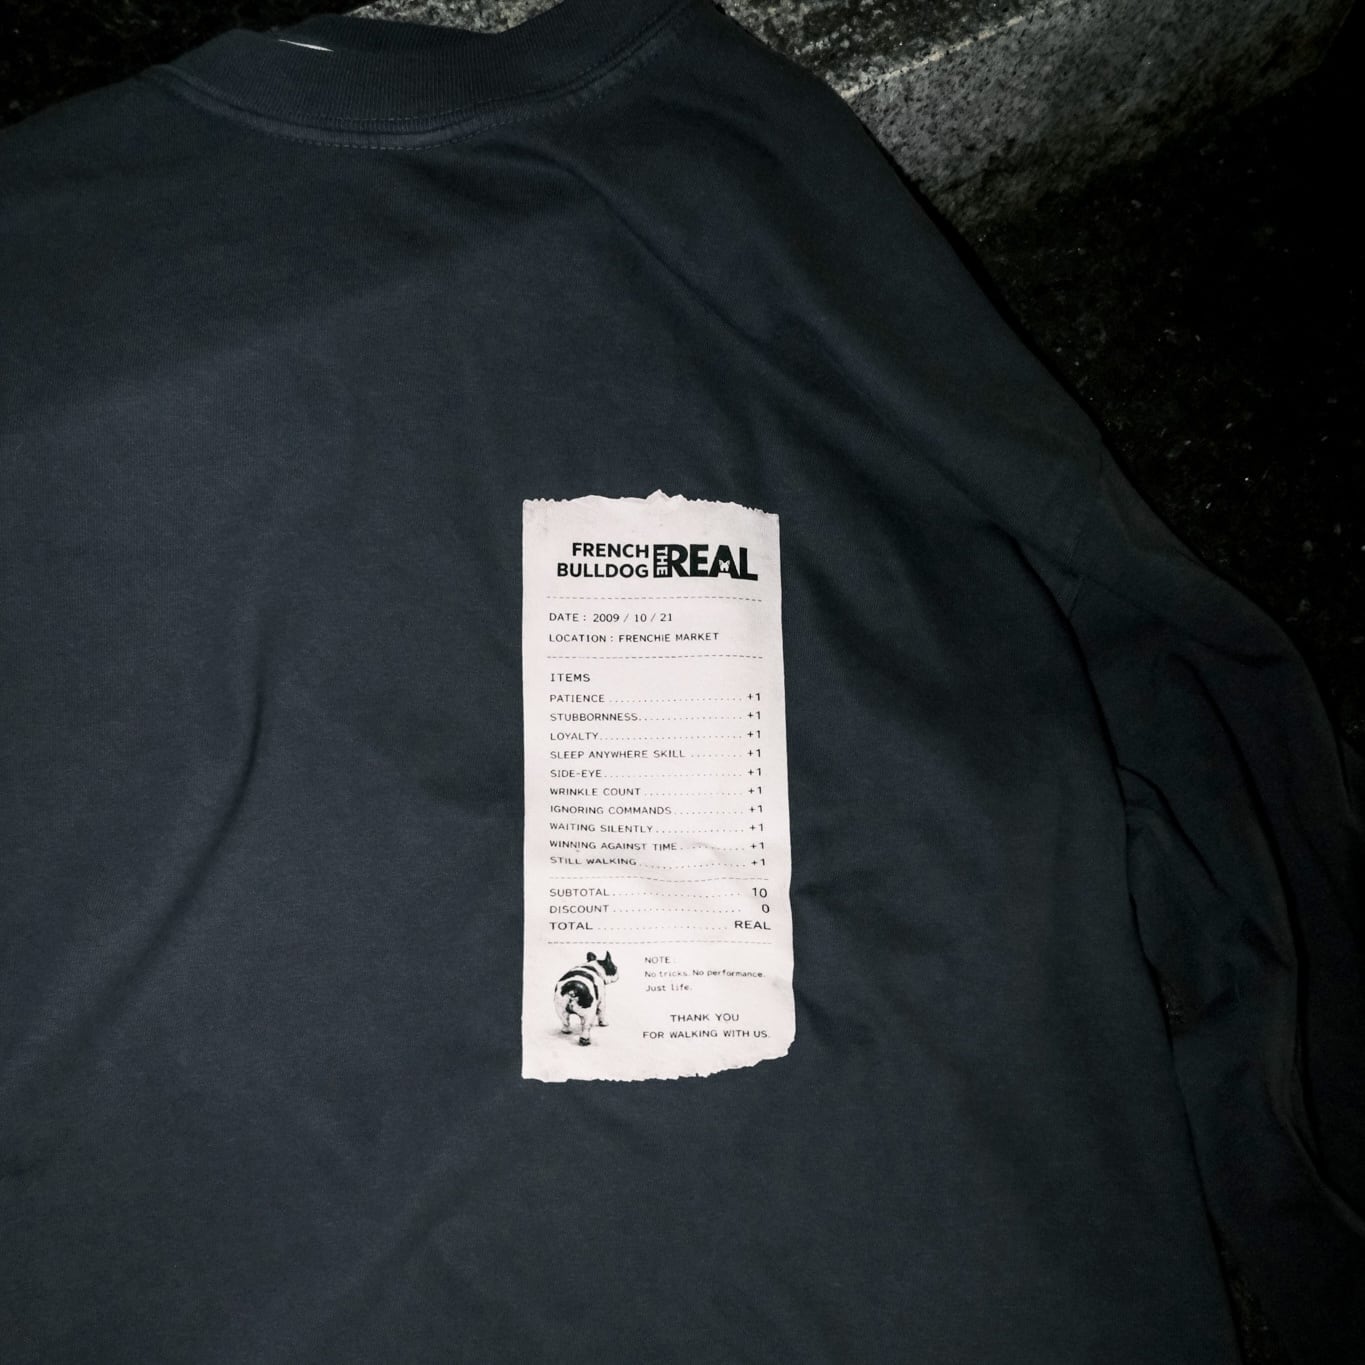 FRENCH
BULLDOG THE REAL
DATE : 2009 / 10 / 21
LOCATION : FRENCHIE MARKET
ITEMS
PATIENCE ....................... +1
STUBBORNNESS.................. +1
LOYALTY......................... +1
SLEEP ANYWHERE SKILL ......... +1
SIDE-EYE........................ +1
WRINKLE COUNT ................. +1
IGNORING COMMANDS............. +1
WAITING SILENTLY................ +1
WINNING AGAINST TIME ........... +1
STILL WALKING................... +1
SUBTOTAL....................... 10
DISCOUNT ....................... 0
TOTAL ........................ REAL
NOTE :
No tricks. No performance.
Just life.
THANK YOU
FOR WALKING WITH US.